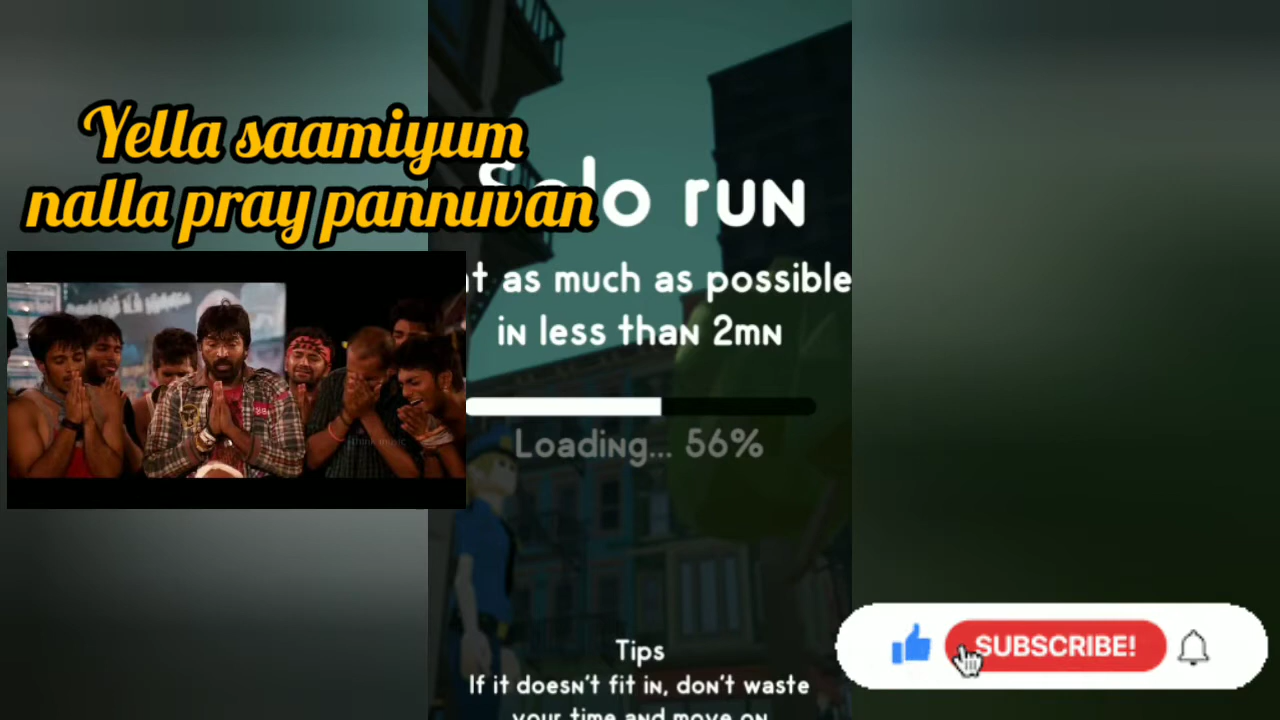 Yella saamiyum
nalla pray pannuvan
Solo run
as much as possible
in less than 2mn
Loading... 56%
Tips
If it doesn't fit in, don't waste
your time and move on
SUBSCRIBE!